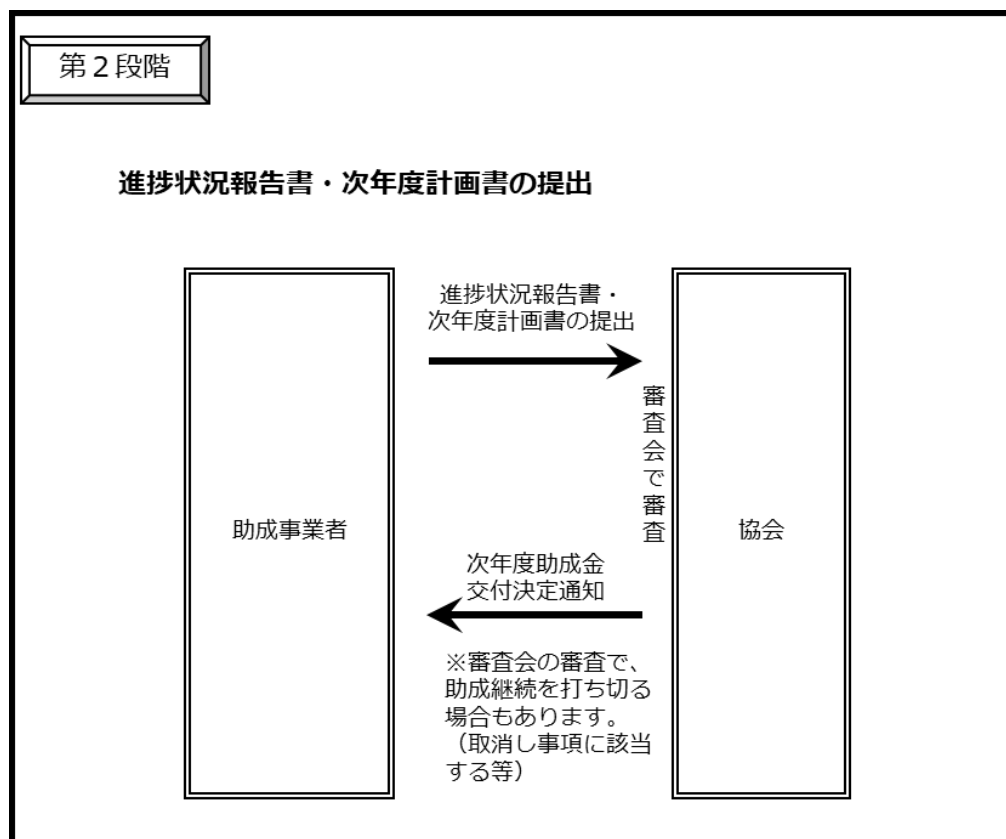 第２段階
進捗状況報告書・次年度計画書の提出
進捗状況報告書・
次年度計画書の提出
審査会で審査
助成事業者
協会
次年度助成金
交付決定通知
※審査会の審査で、
助成継続を打ち切る
場合もあります。
（取消し事項に該当
する等）